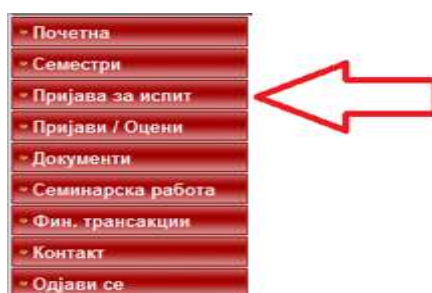 Почетна
Семестри
Пријава за испит
Пријави / Оцени
Документи
Семинарска работа
Фин. трансакции
Контакт
Одјави се